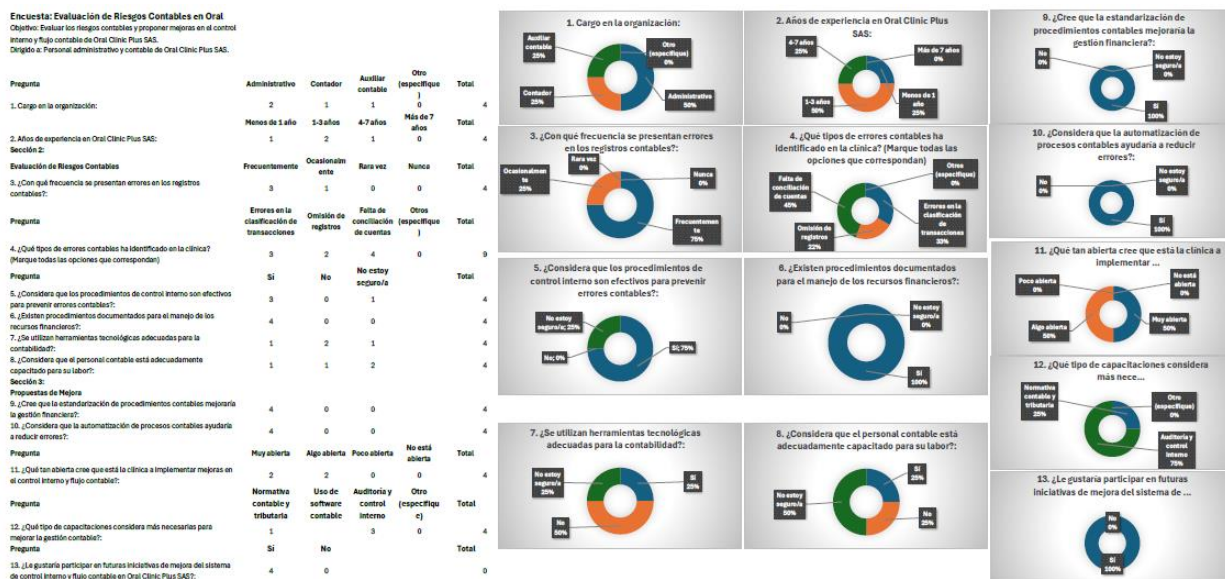 Encuesta: Evaluación de Riesgos Contables en Oral
Objetivo: Evaluar los riesgos contables y proponer mejoras en el control
interno y flujo contable de Oral Clinic Plus SAS.
Dirigido a: Personal administrativo y contable de Oral Clinic Plus SAS.
Pregunta Administrativo Contador Auxiliar contable Otro (especifique) Total
1. Cargo en la organización: 2 1 1 0 4
Menos de 1 año 1-3 años 4-7 años Más de 7 años Total
2. Años de experiencia en Oral Clinic Plus SAS: 1 2 1 0 4
Sección 2:
Evaluación de Riesgos Contables Frecuentemente Ocasionalmente Rara vez Nunca Total
3. ¿Con qué frecuencia se presentan errores en los registros
contables?: 3 1 0 0 4
Pregunta Errores en la clasificación de transacciones Omisión de registros Falta de conciliación de cuentas Otros (especifique) Total
4. ¿Qué tipos de errores contables ha identificado en la clínica?
(Marque todas las opciones que correspondan) 3 2 4 0 9
Pregunta Sí No No estoy seguro/a Total
5. ¿Considera que los procedimientos de control interno son efectivos
para prevenir errores contables?: 3 0 1 4
6. ¿Existen procedimientos documentados para el manejo de los
recursos financieros?: 4 0 0 4
7. ¿Se utilizan herramientas tecnológicas adecuadas para la
contabilidad?: 1 2 1 4
8. ¿Considera que el personal contable está adecuadamente
capacitado para su labor?: 1 1 2 4
Sección 3:
Propuestas de Mejora
9. ¿Cree que la estandarización de procedimientos contables mejoraría
la gestión financiera?: 4 0 0 4
10. ¿Considera que la automatización de procesos contables ayudaría
a reducir errores?: 4 0 0 4
Pregunta Muy abierta Algo abierta Poco abierta No está abierta Total
11. ¿Qué tan abierta cree que está la clínica a implementar mejoras en
el control interno y flujo contable?: 2 2 0 0 4
Pregunta Normativa contable y tributaria Uso de software contable Auditoría y control interno Otro (especifique) Total
12. ¿Qué tipo de capacitaciones considera más necesarias para
mejorar la gestión contable?: 1 3 0 4
Pregunta Sí No Total
13. ¿Le gustaría participar en futuras iniciativas de mejora del sistema
de control interno y flujo contable en Oral Clinic Plus SAS?: 4 0 0
1. Cargo en la organización:
Auxiliar contable 25%
Otro (especifique) 0%
Contador 25%
Administrativo 50%
2. Años de experiencia en Oral Clinic Plus
SAS:
4-7 años 25%
Más de 7 años 0%
1-3 años 50%
Menos de 1 año 25%
3. ¿Con qué frecuencia se presentan errores
en los registros contables?:
Rara vez 0%
Ocasionalmente 25%
Nunca 0%
Frecuentemente 75%
4. ¿Qué tipos de errores contables ha
identificado en la clínica? (Marque todas las
opciones que correspondan)
Otros (especifique) 0%
Falta de conciliación de cuentas 45%
Errores en la clasificación de transacciones 33%
Omisión de registros 22%
5. ¿Considera que los procedimientos de
control interno son efectivos para prevenir
errores contables?:
No estoy seguro/a; 25%
No; 0%
Sí; 75%
6. ¿Existen procedimientos documentados
para el manejo de los recursos financieros?:
No 0%
No estoy seguro/a 0%
Sí 100%
7. ¿Se utilizan herramientas tecnológicas
adecuadas para la contabilidad?:
No estoy seguro/a 25%
Sí 25%
No 50%
8. ¿Considera que el personal contable está
adecuadamente capacitado para su labor?:
Sí 25%
No estoy seguro/a 50%
No 25%
9. ¿Cree que la estandarización de
procedimientos contables mejoraría la
gestión financiera?:
No 0%
No estoy seguro/a 0%
Sí 100%
10. ¿Considera que la automatización de
procesos contables ayudaría a reducir
errores?:
No 0%
No estoy seguro/a 0%
Sí 100%
11. ¿Qué tan abierta cree que está la clínica a
implementar ...
Poco abierta 0%
No está abierta 0%
Algo abierta 50%
Muy abierta 50%
12. ¿Qué tipo de capacitaciones considera
más nece...
Normativa contable y tributaria 25%
Otro (especifique) 0%
Auditoría y control interno 75%
13. ¿Le gustaría participar en futuras
iniciativas de mejora del sistema de ...
No 0%
Sí 100%